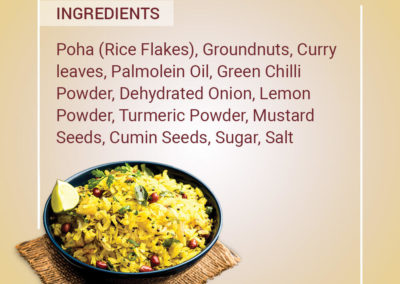 INGREDIENTS
Poha (Rice Flakes), Groundnuts, Curry
leaves, Palmolein Oil, Green Chilli
Powder, Dehydrated Onion, Lemon
Powder, Turmeric Powder, Mustard
Seeds, Cumin Seeds, Sugar, Salt